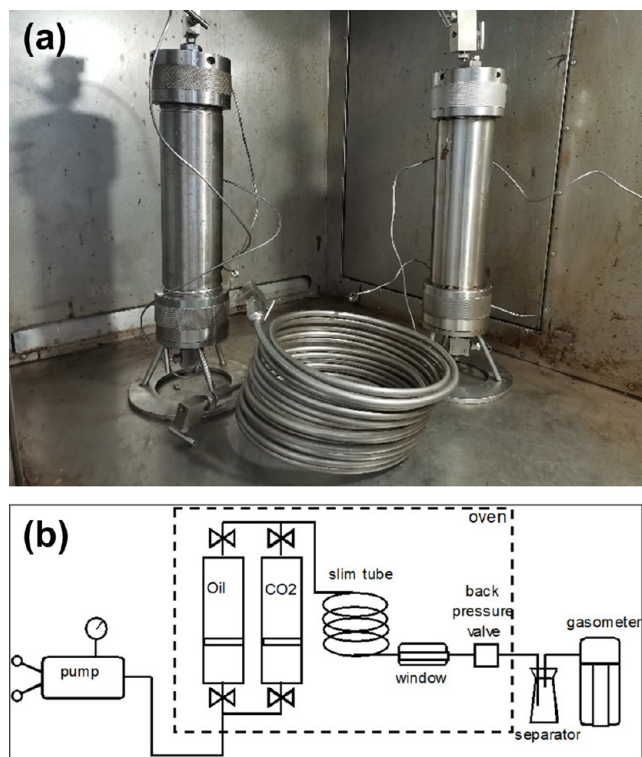 (a)
(b)
oven
Oil
CO2
slim tube
back
pressure
valve
gasometer
pump
window
separator